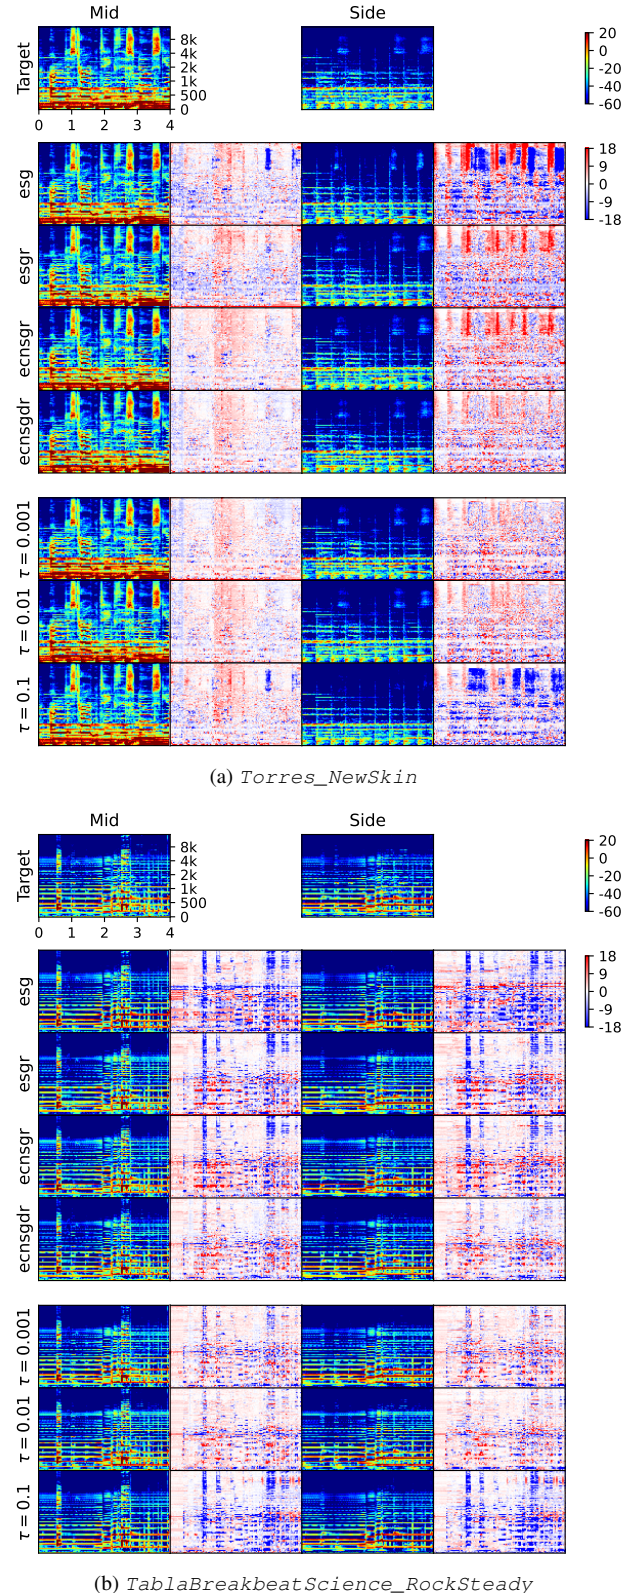 Mid
Side
Target
8k
4k
2k
1k
500
0
0 1 2 3 4
20
0
-20
-40
-60
esg
18
9
0
-9
-18
esgr
ecnsgr
ecnsgdr
τ = 0.001
τ = 0.01
τ = 0.1
(a) Torres_NewSkin
Mid
Side
Target
8k
4k
2k
1k
500
0
0 1 2 3 4
20
0
-20
-40
-60
esg
18
9
0
-9
-18
esgr
ecnsgr
ecnsgdr
τ = 0.001
τ = 0.01
τ = 0.1
(b) TablaBreakbeatScience_RockSteady